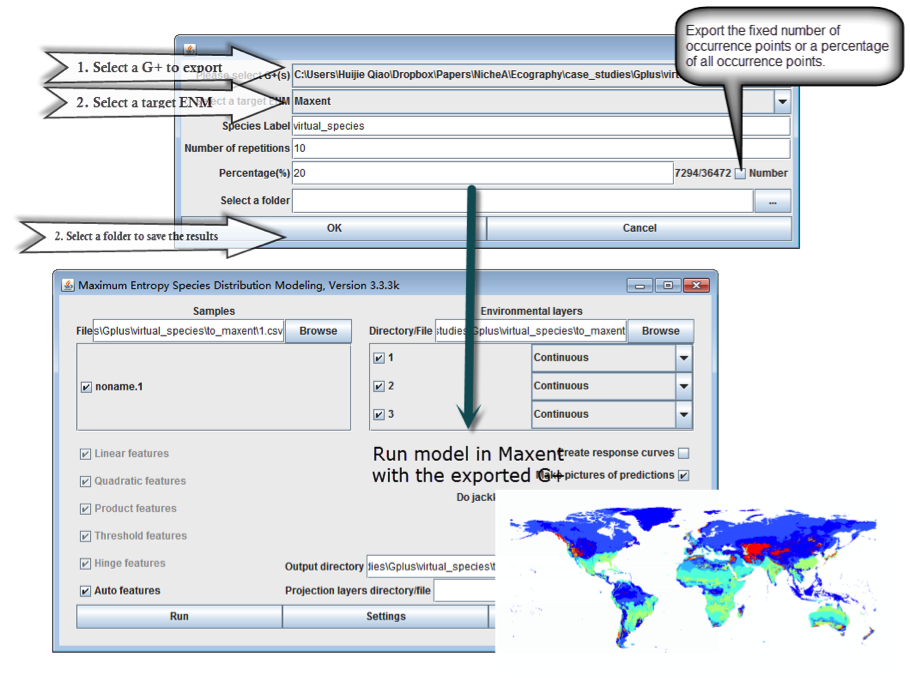 Export the fixed number of
occurrence points or a percentage
of all occurrence points.
1. Select a G+ to export
Please select G+(s) C:\Users\Huijie Qiao\Dropbox\Papers\NicheA\Ecography\case_studies\Gplus\virt
2. Select a target ENM
Select a target ENM Maxent
Species Label virtual_species
Number of repetitions 10
Percentage(%) 20 7294/36472 Number
Select a folder ...
2. Select a folder to save the results
OK Cancel
Maximum Entropy Species Distribution Modeling, Version 3.3.3k
Samples Environmental layers
File s\Gplus\virtual_species\to_maxent\1.csv Browse Directory/File studies\Gplus\virtual_species\to_maxent Browse
1 Continuous
noname.1 2 Continuous
3 Continuous
Run model in Maxent
with the exported G+
Linear features Create response curves
Quadratic features Make pictures of predictions
Do jackk
Product features
Threshold features
Hinge features Output directory dies\Gplus\virtual_species\t
Auto features Projection layers directory/file
Run Settings